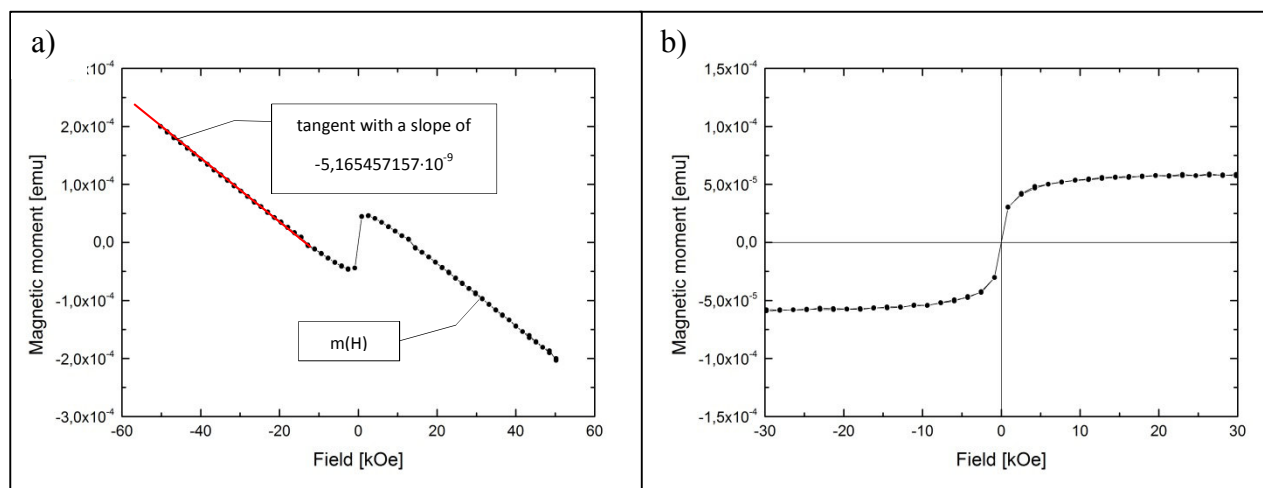 a)
b)
:10⁻⁴
2,0x10⁻⁴
1,0x10⁻⁴
0,0
-1,0x10⁻⁴
-2,0x10⁻⁴
-3,0x10⁻⁴
-60 -40 -20 0 20 40 60
Magnetic moment [emu]
Field [kOe]
tangent with a slope of
-5,165457157·10⁻⁹
m(H)
1,5x10⁻⁴
1,0x10⁻⁴
5,0x10⁻⁵
0,0
-5,0x10⁻⁵
-1,0x10⁻⁴
-1,5x10⁻⁴
-30 -20 -10 0 10 20 30
Magnetic moment [emu]
Field [kOe]